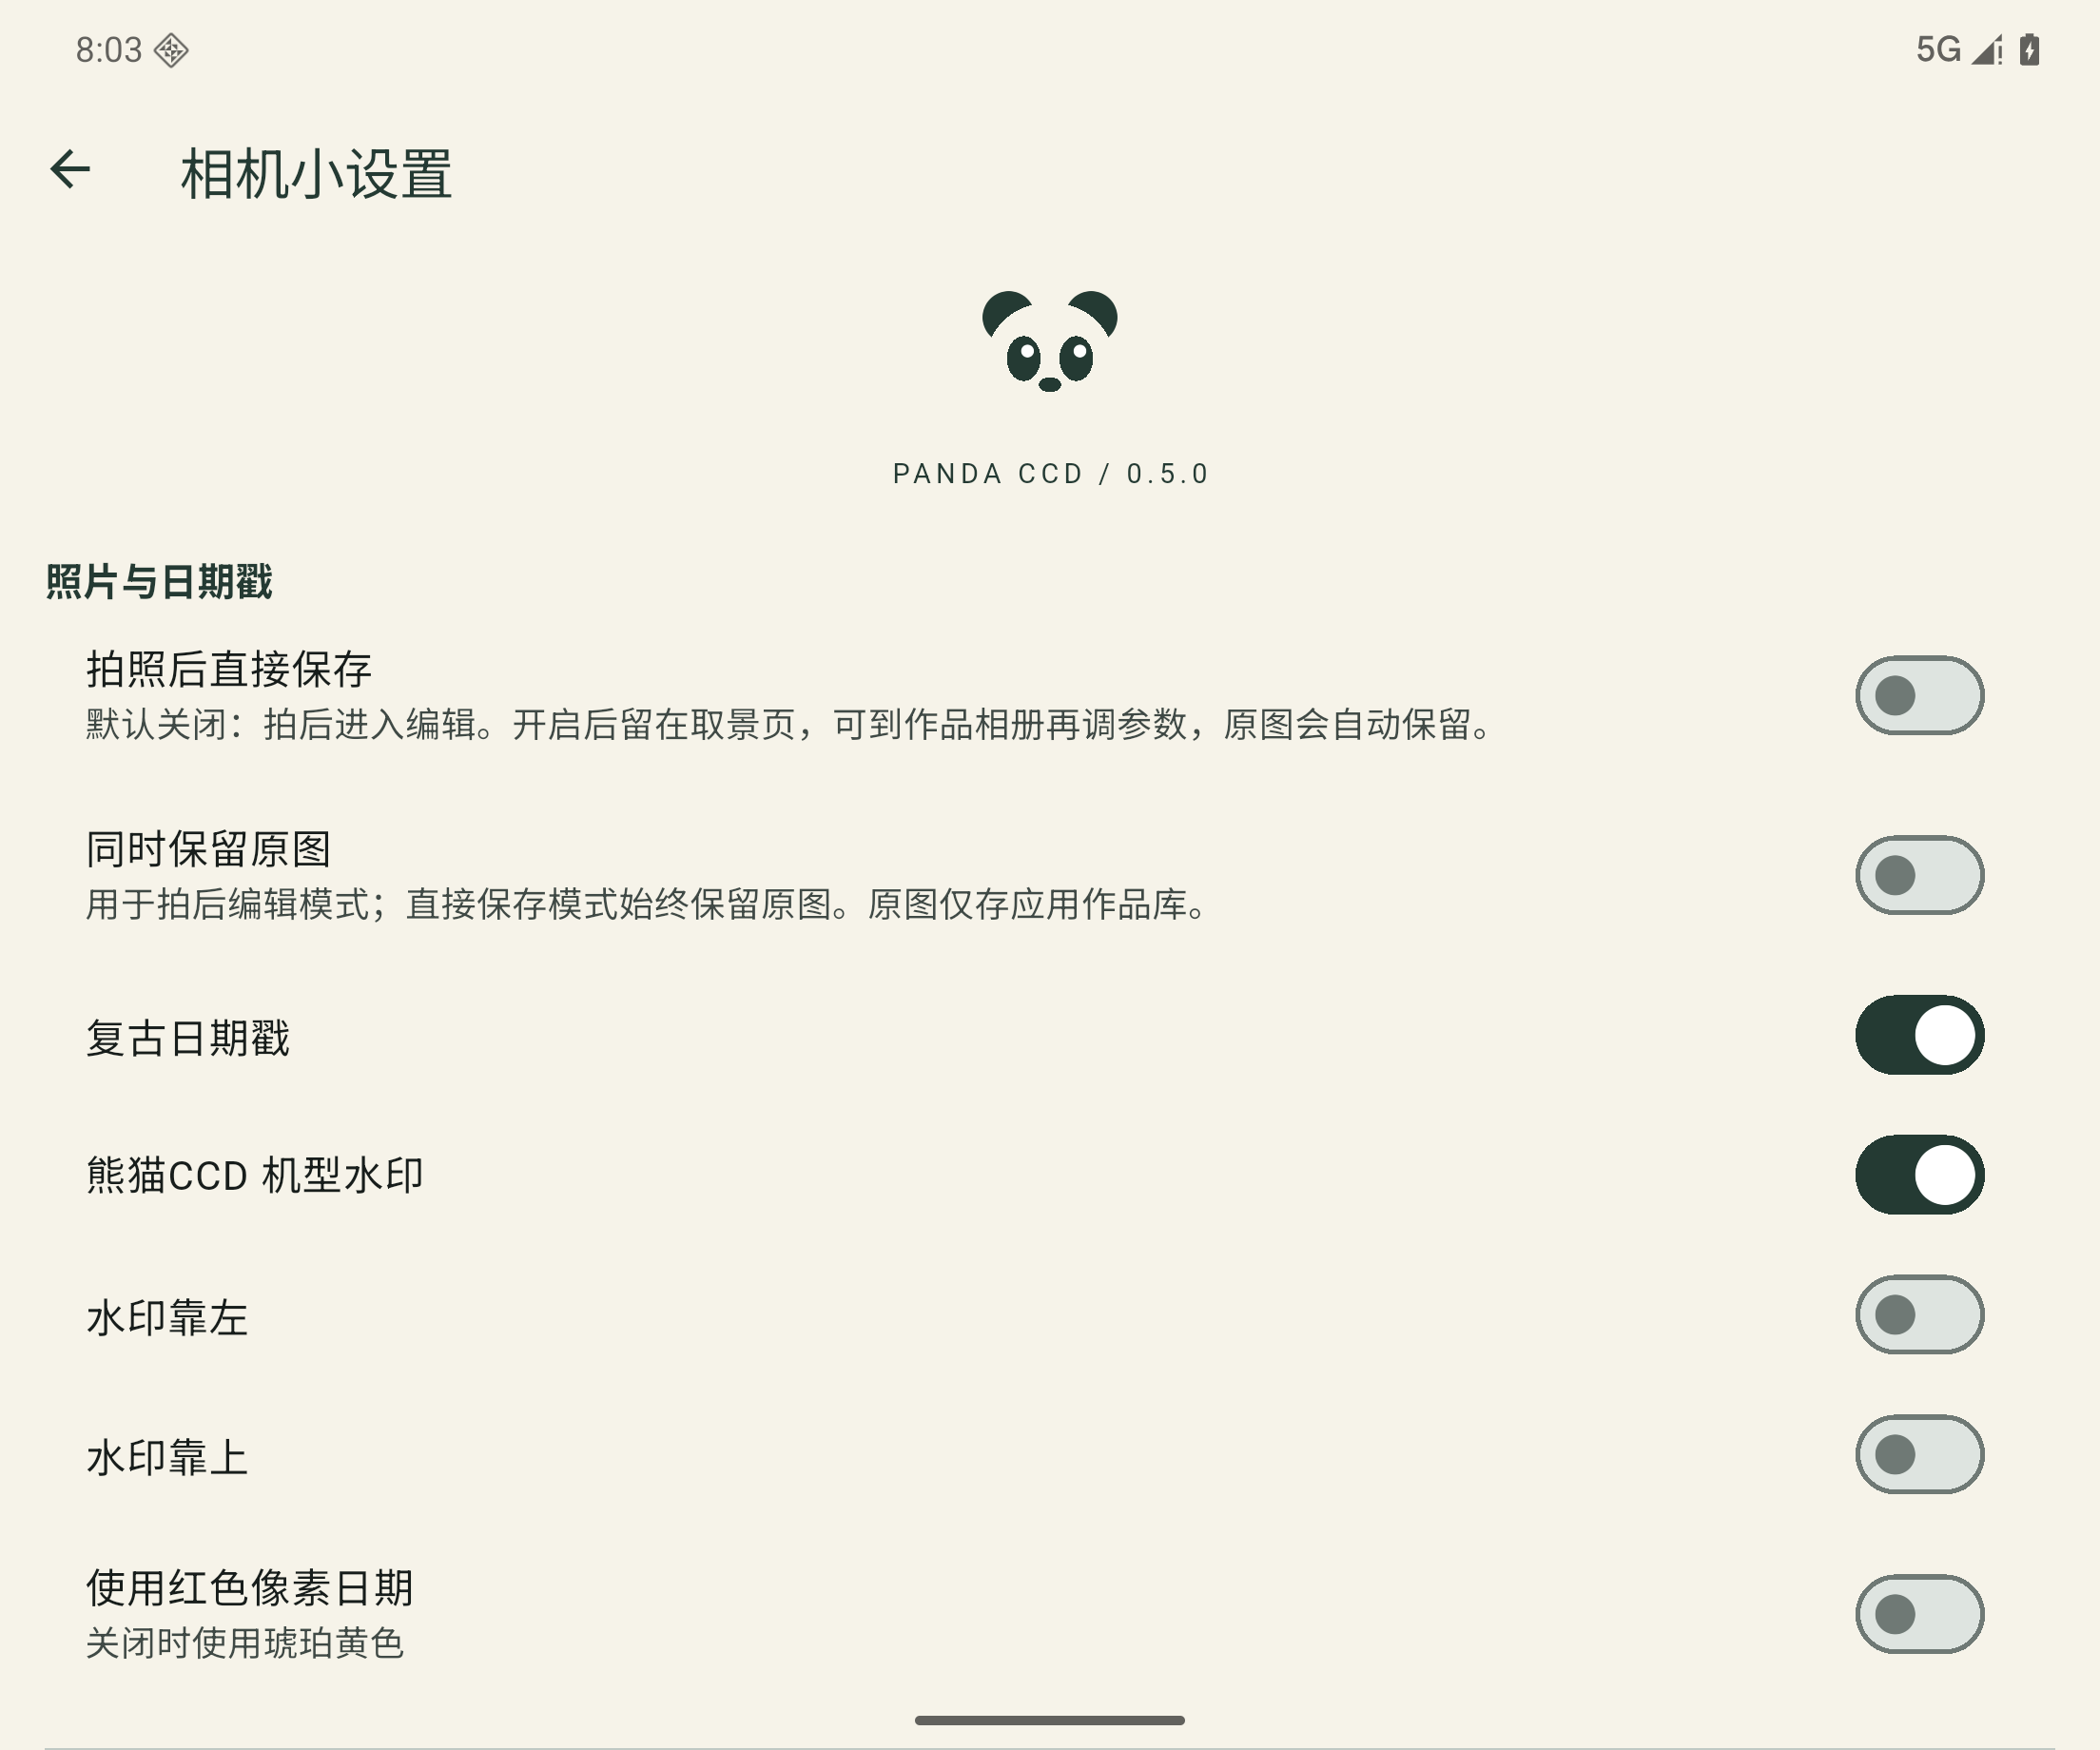 8:03
5G
相机小设置
PANDA CCD / 0.5.0
照片与日期戳
拍照后直接保存
默认关闭：拍后进入编辑。开启后留在取景页，可到作品相册再调参数，原图会自动保留。
同时保留原图
用于拍后编辑模式；直接保存模式始终保留原图。原图仅存应用作品库。
复古日期戳
熊猫CCD 机型水印
水印靠左
水印靠上
使用红色像素日期
关闭时使用琥珀黄色